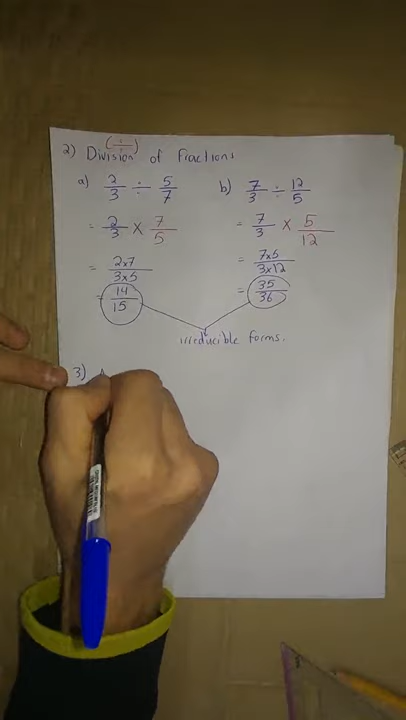 2) Division (÷) of Fractions
a) 2/3 ÷ 5/7
= 2/3 × 7/5
= 2×7/3×5
= 14/15
b) 7/3 ÷ 12/5
= 7/3 × 5/12
= 7×5/3×12
= 35/36
irreducible forms.
3)